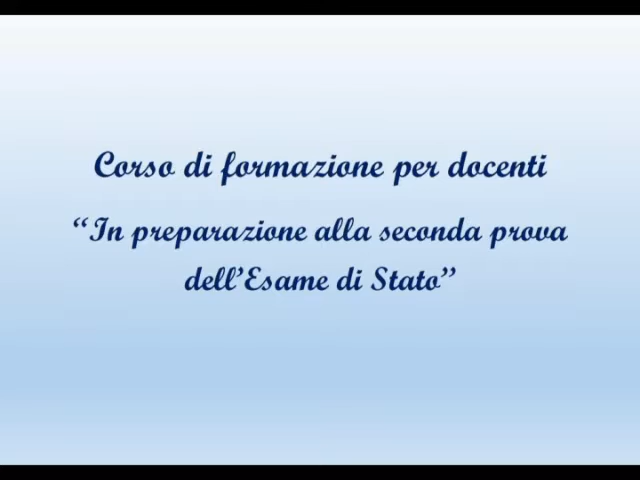 Corso di formazione per docenti
“In preparazione alla seconda prova
dell’Esame di Stato”